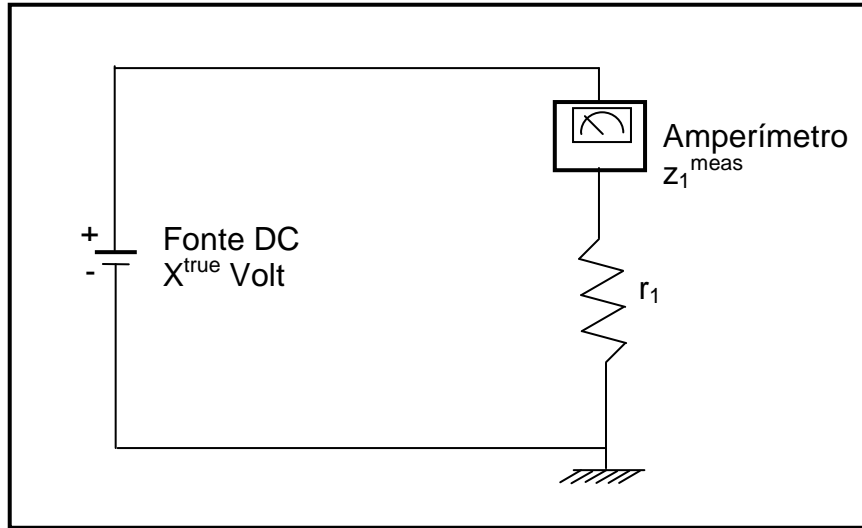 Amperímetro
z₁ᵐᵉᵃˢ
+
Fonte DC
-
Xᵗʳᵘᵉ Volt
r₁